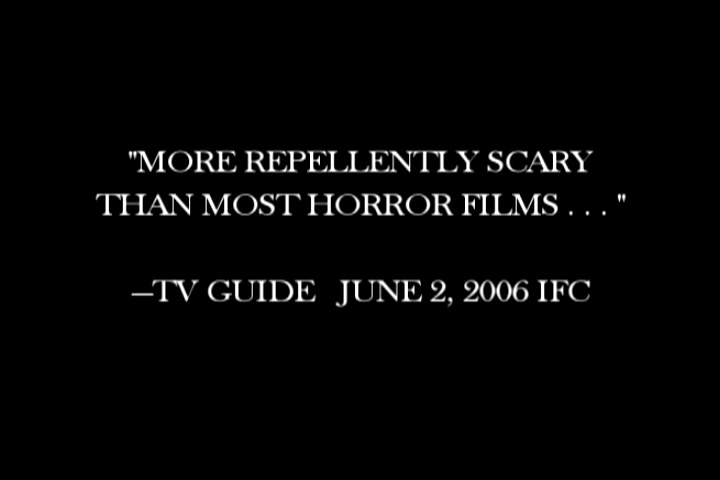 "MORE REPELLENTLY SCARY
THAN MOST HORROR FILMS . . . "
—TV GUIDE JUNE 2, 2006 IFC